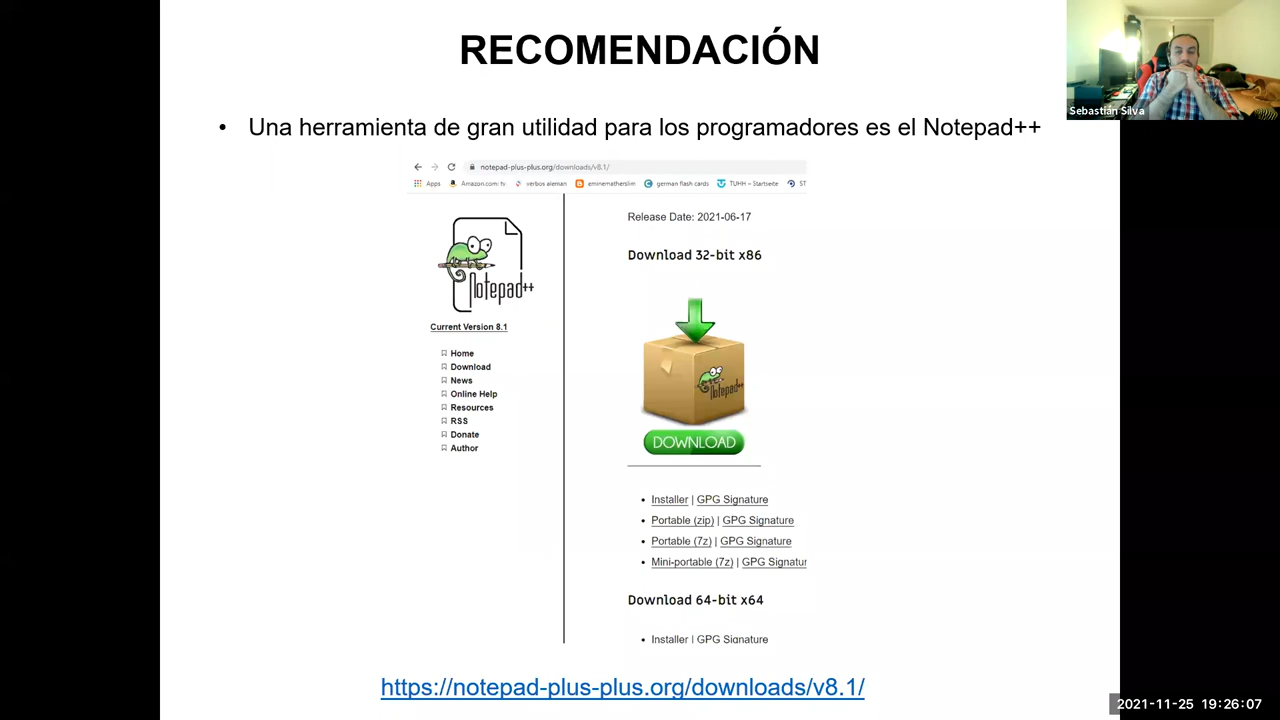 RECOMENDACIÓN
Sebastián Silva
• Una herramienta de gran utilidad para los programadores es el Notepad++
notepad-plus-plus.org/downloads/v8.1/
Apps Amazon.com: tv verbos aleman eminematherslim german flash cards TUHH – Startseite ST
Notepad++
Current Version 8.1
Home
Download
News
Online Help
Resources
RSS
Donate
Author
Release Date: 2021-06-17
Download 32-bit x86
Notepad++
DOWNLOAD
• Installer | GPG Signature
• Portable (zip) | GPG Signature
• Portable (7z) | GPG Signature
• Mini-portable (7z) | GPG Signatur
Download 64-bit x64
• Installer | GPG Signature
https://notepad-plus-plus.org/downloads/v8.1/
2021-11-25 19:26:07